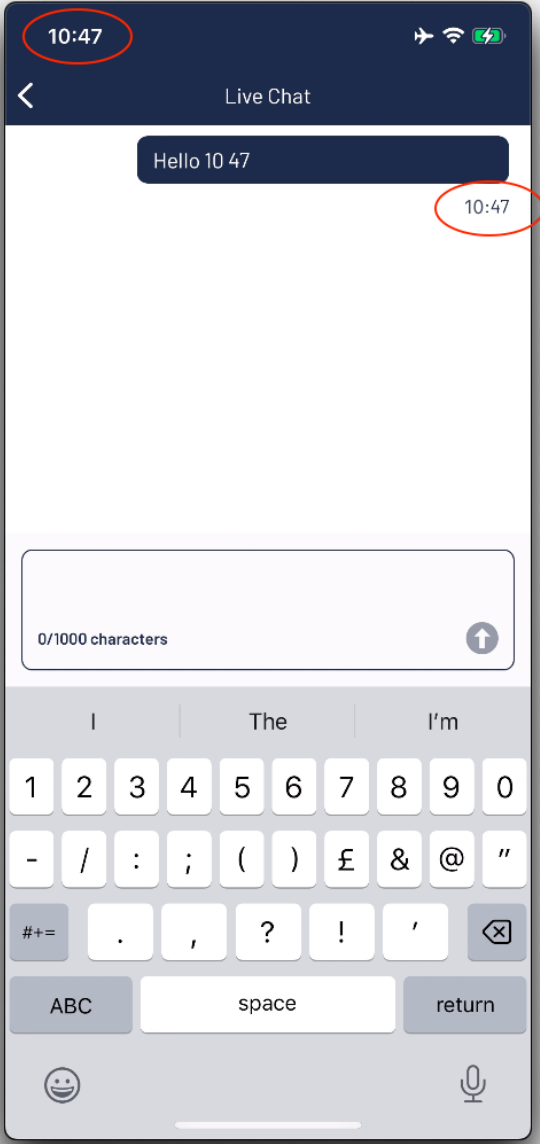 10:47
Live Chat
Hello 10 47
10:47
0/1000 characters
I The I'm
1 2 3 4 5 6 7 8 9 0
- / : ; ( ) £ & @ "
#+= . , ? ! '
ABC space return